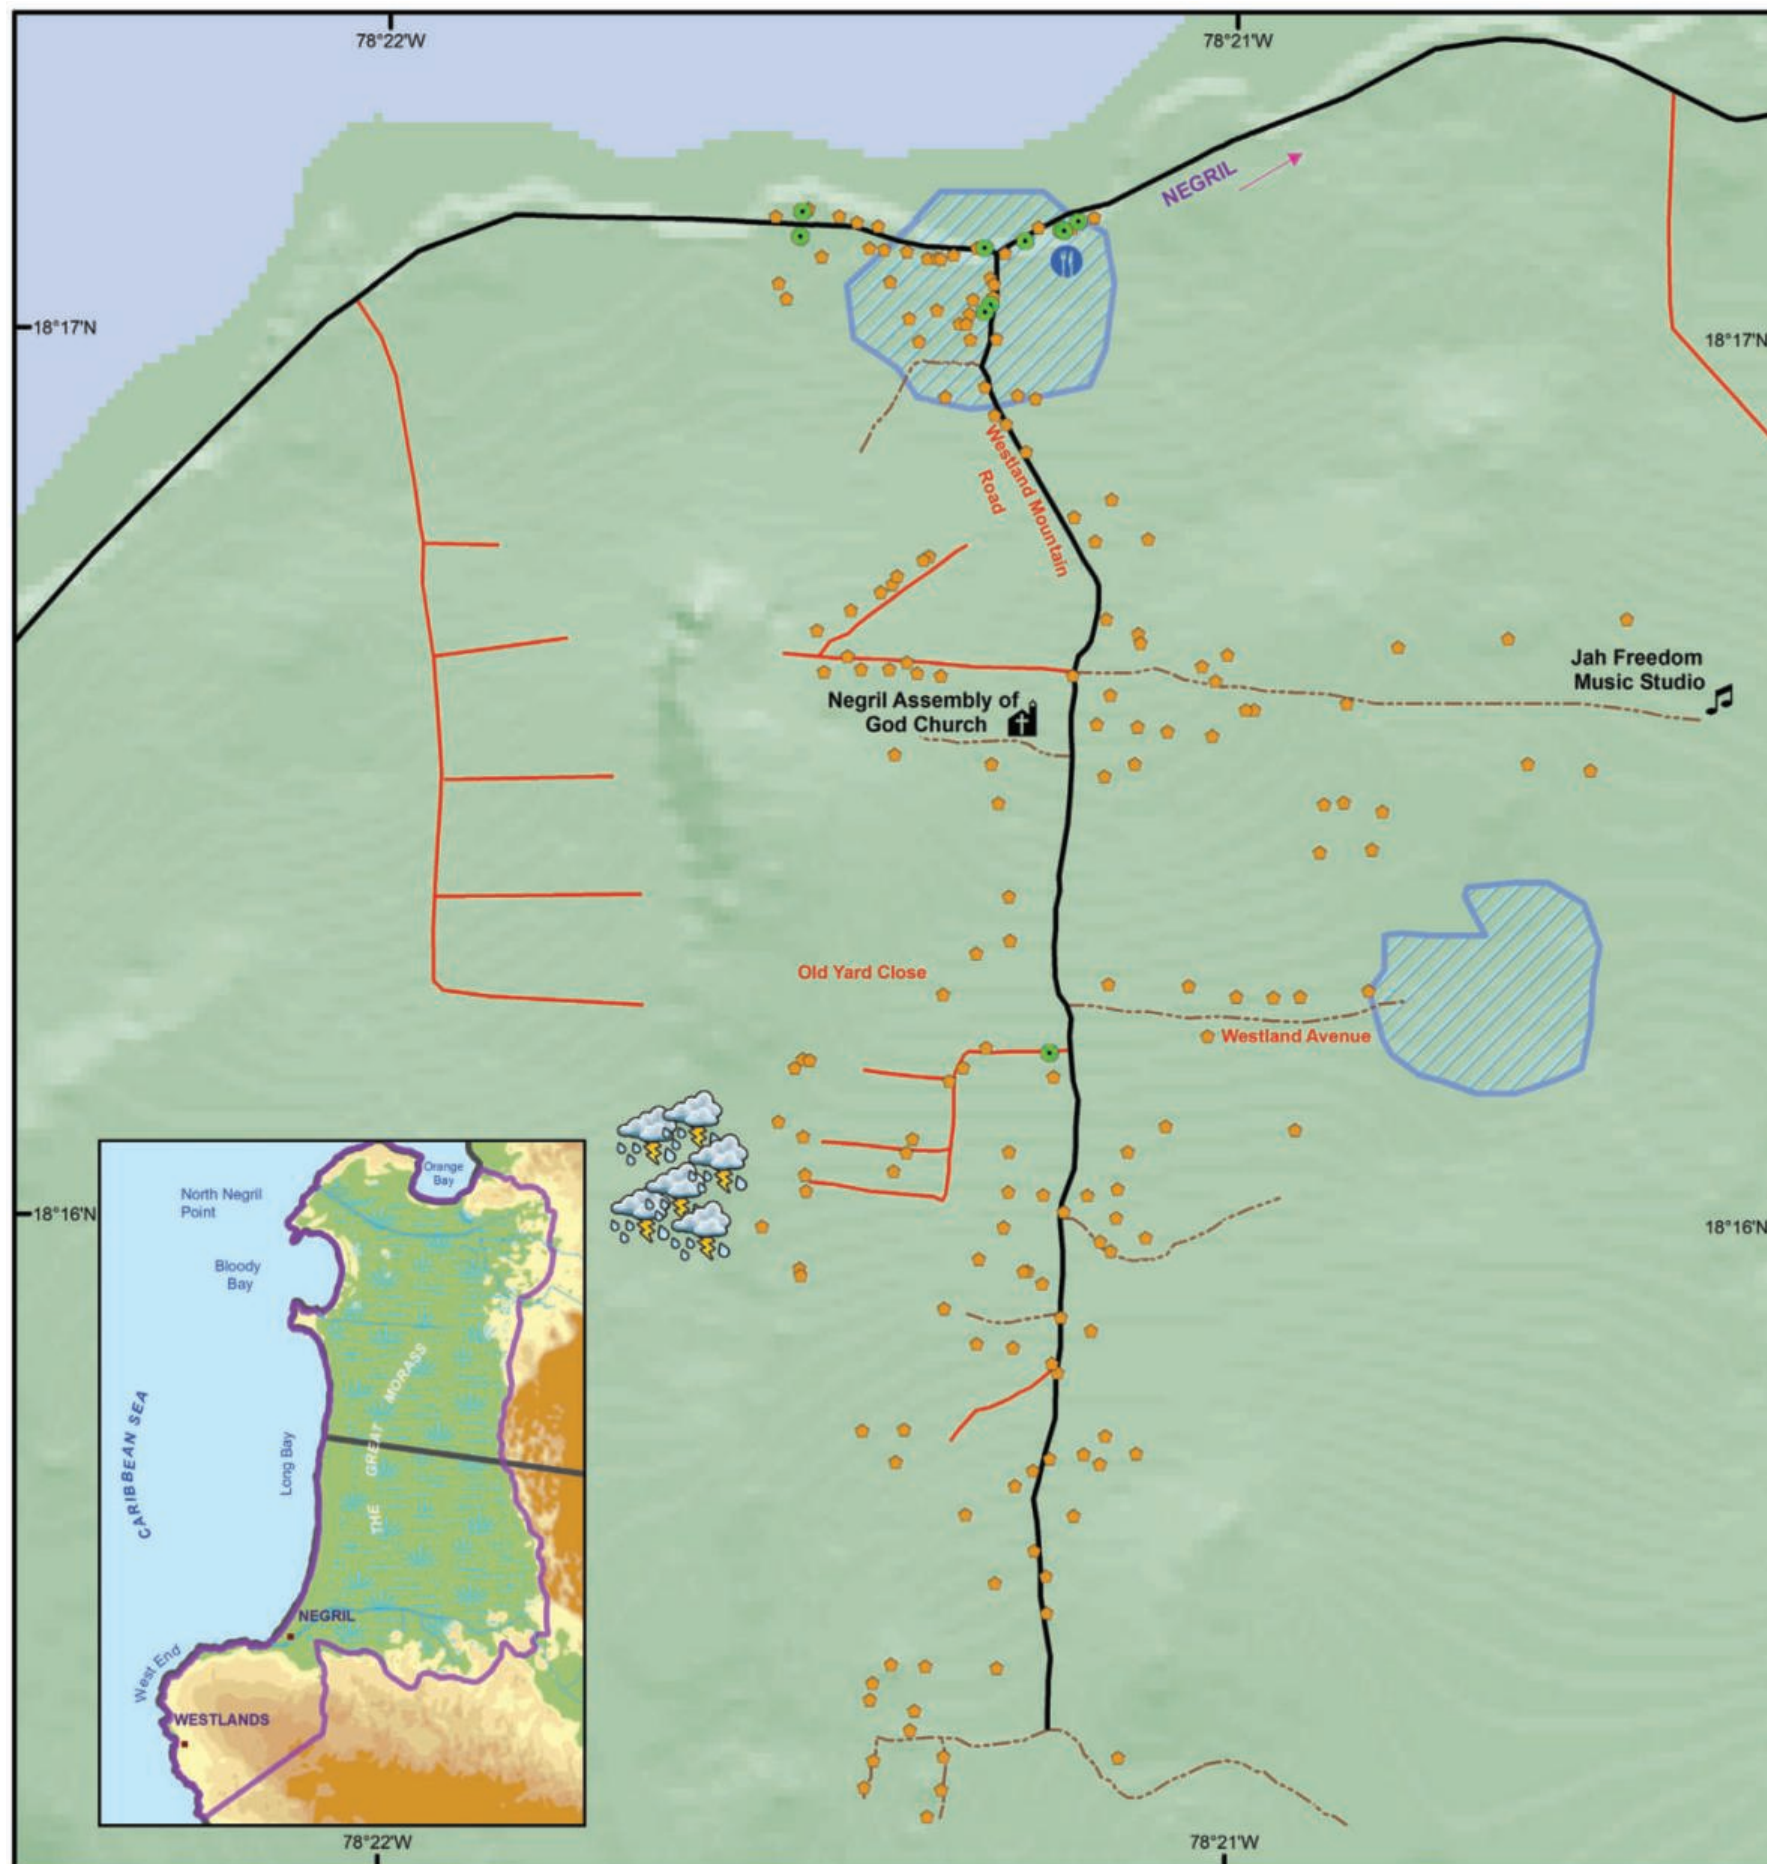 78°22'W
78°21'W
NEGRIL
18°17'N
18°17'N
Westland Mountain
Road
Jah Freedom
Music Studio
Negril Assembly of
God Church
Old Yard Close
Westland Avenue
18°16'N
18°16'N
Orange
Bay
North Negril
Point
Bloody
Bay
CARIBBEAN SEA
Long Bay
THE GREAT MORASS
NEGRIL
West End
WESTLANDS
78°22'W
78°21'W